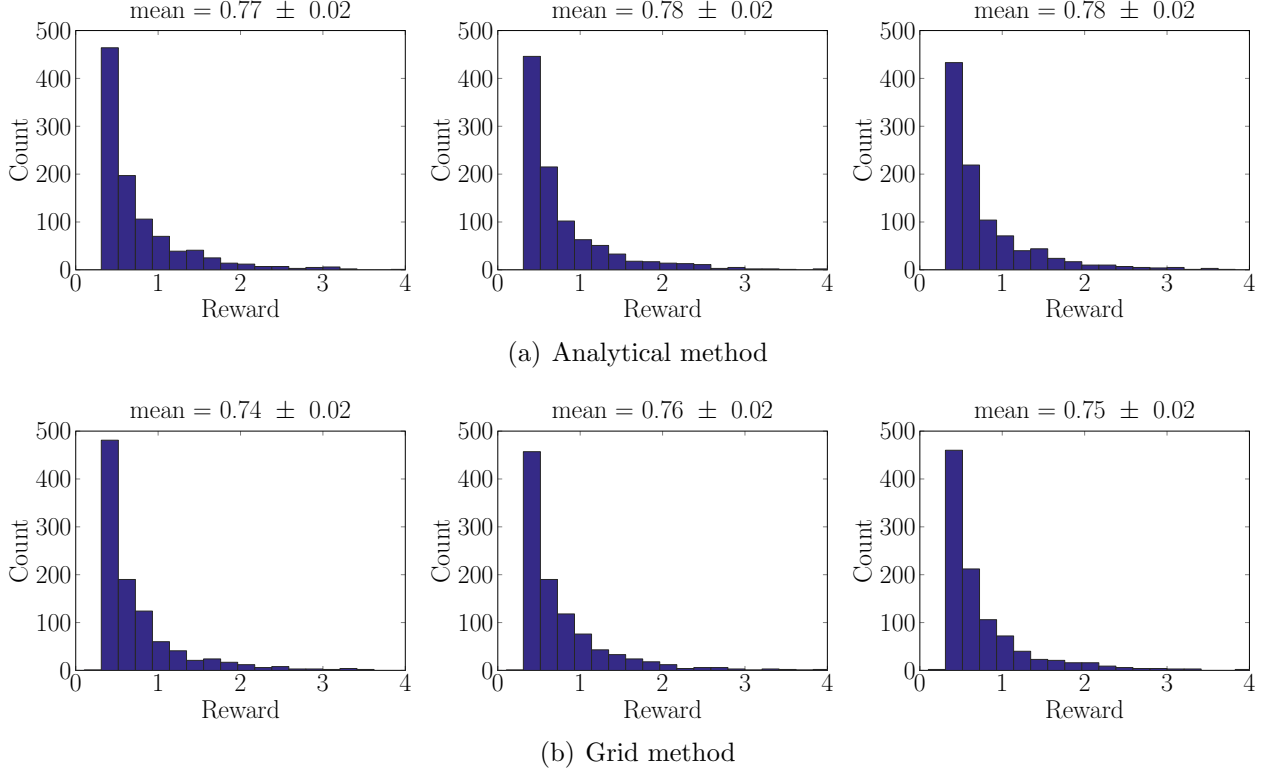 mean = 0.77 ± 0.02
mean = 0.78 ± 0.02
mean = 0.78 ± 0.02
500
400
300
200
100
0
Count
0 1 2 3 4
Reward
500
400
300
200
100
0
Count
0 1 2 3 4
Reward
500
400
300
200
100
0
Count
0 1 2 3 4
Reward
(a) Analytical method
mean = 0.74 ± 0.02
mean = 0.76 ± 0.02
mean = 0.75 ± 0.02
500
400
300
200
100
0
Count
0 1 2 3 4
Reward
500
400
300
200
100
0
Count
0 1 2 3 4
Reward
500
400
300
200
100
0
Count
0 1 2 3 4
Reward
(b) Grid method